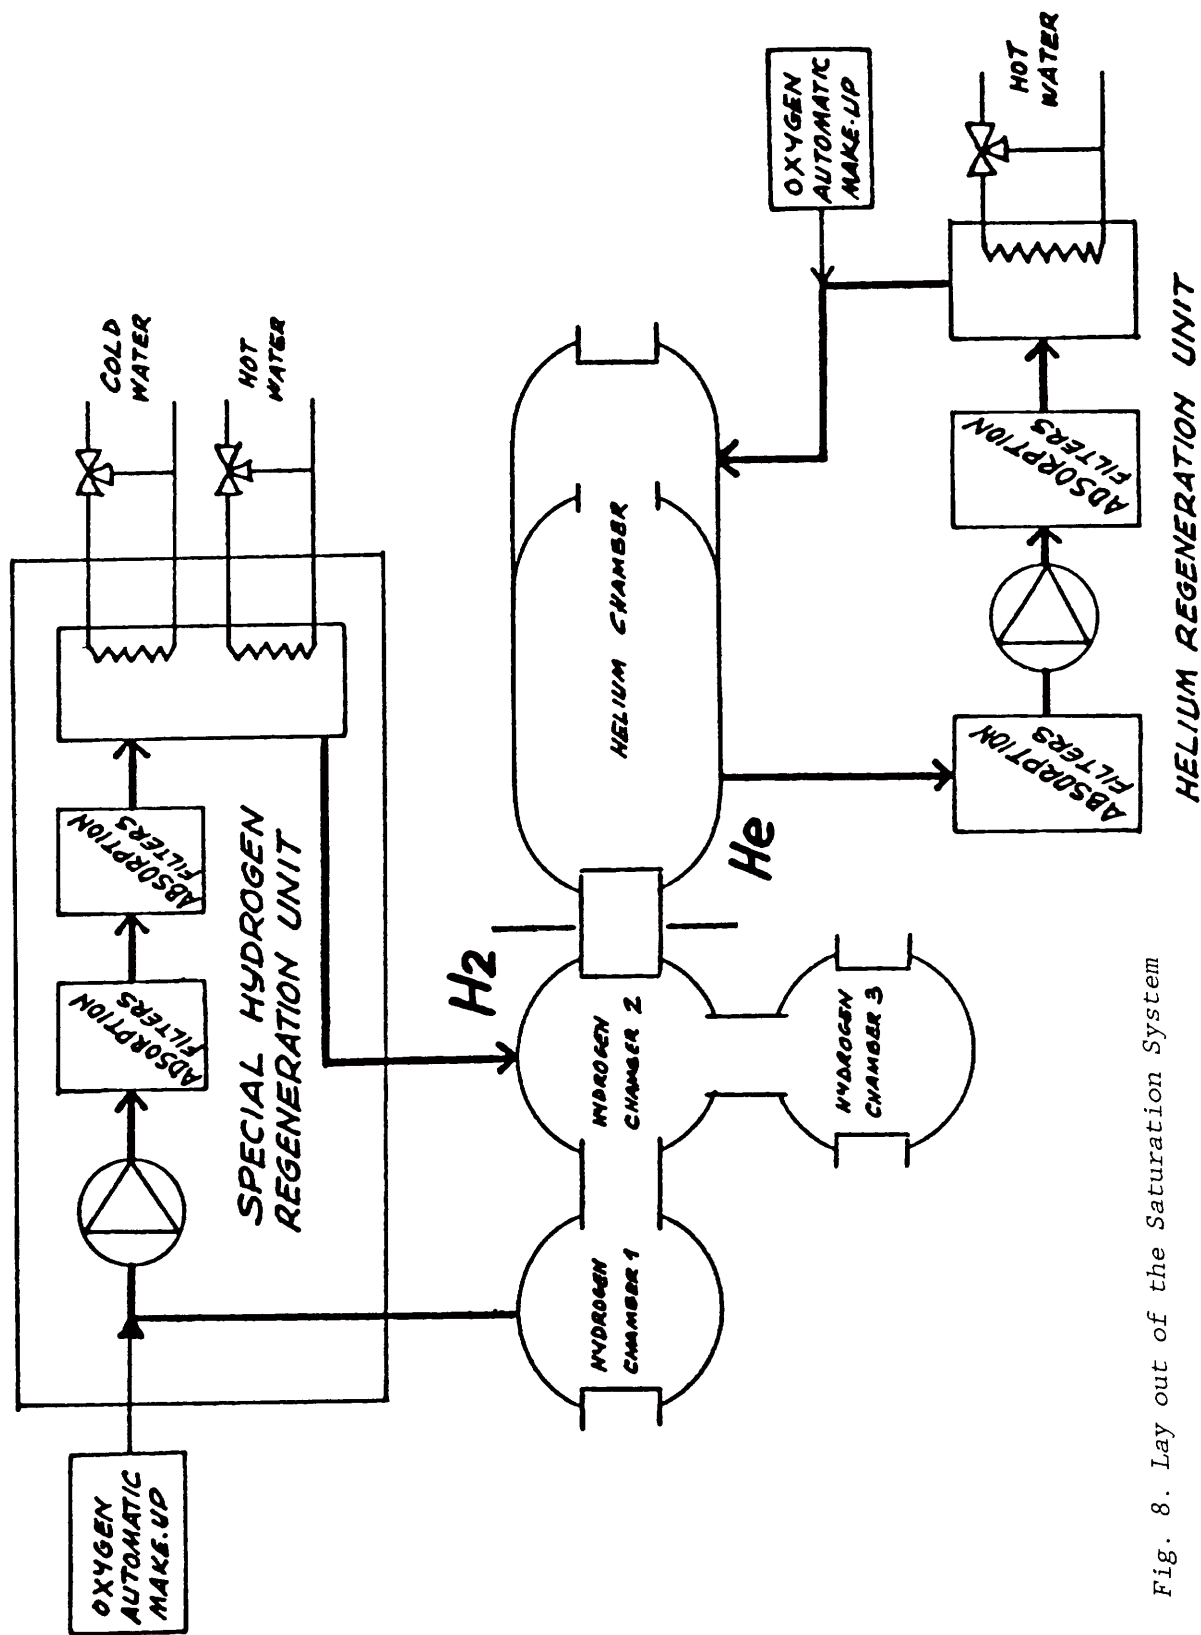 OXYGEN
AUTOMATIC
MAKE-UP
ADSORPTION
FILTERS
ABSORPTION
FILTERS
COLD
WATER
HOT
WATER
SPECIAL HYDROGEN
REGENERATION UNIT
H2
He
HYDROGEN
CHAMBER 1
HYDROGEN
CHAMBER 2
HYDROGEN
CHAMBER 3
HELIUM CHAMBER
OXYGEN
AUTOMATIC
MAKE-UP
ABSORPTION
FILTERS
ADSORPTION
FILTERS
HOT
WATER
HELIUM REGENERATION UNIT
Fig. 8. Lay out of the Saturation System